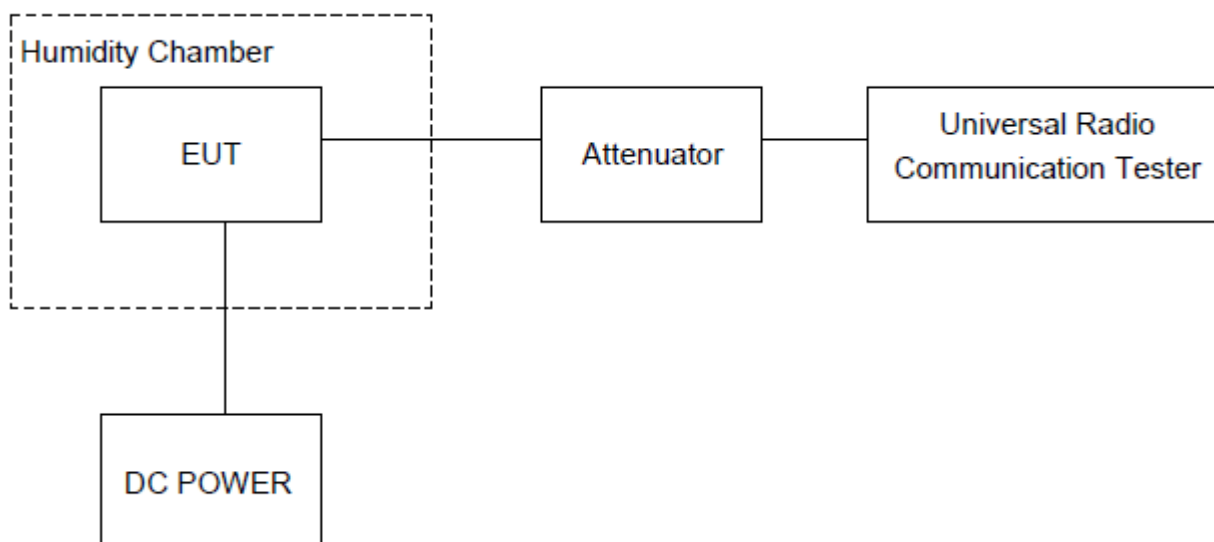 Humidity Chamber
EUT
Attenuator
Universal Radio
Communication Tester
DC POWER